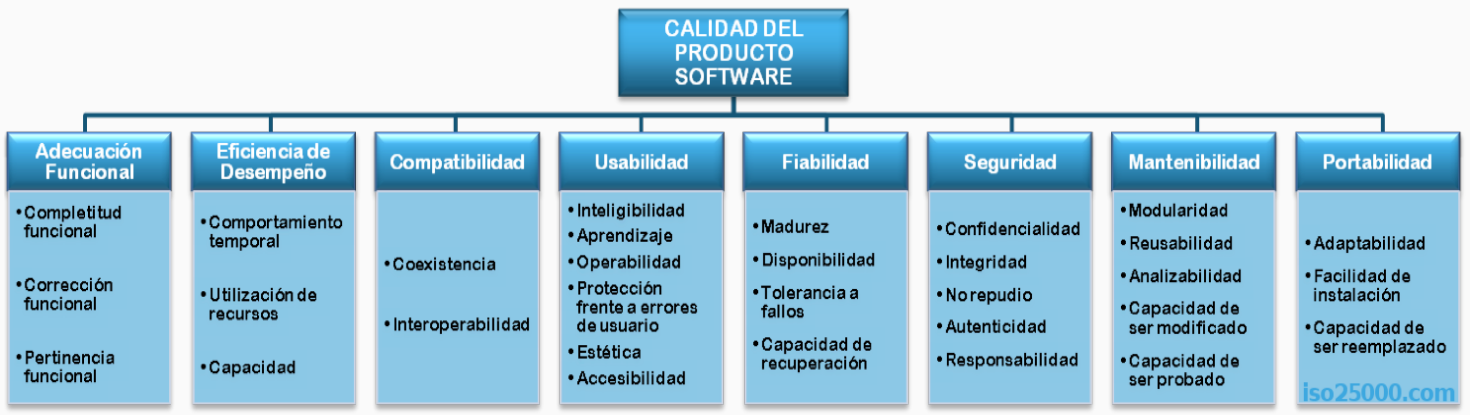 CALIDAD DEL
PRODUCTO
SOFTWARE
Adecuación
Funcional
•Completitud
funcional
•Corrección
funcional
•Pertinencia
funcional
Eficiencia de
Desempeño
•Comportamiento
temporal
•Utilización de
recursos
•Capacidad
Compatibilidad
•Coexistencia
•Interoperabilidad
Usabilidad
•Inteligibilidad
•Aprendizaje
•Operabilidad
•Protección
frente a errores
de usuario
•Estética
•Accesibilidad
Fiabilidad
•Madurez
•Disponibilidad
•Tolerancia a
fallos
•Capacidad de
recuperación
Seguridad
•Confidencialidad
•Integridad
•No repudio
•Autenticidad
•Responsabilidad
Mantenibilidad
•Modularidad
•Reusabilidad
•Analizabilidad
•Capacidad de
ser modificado
•Capacidad de
ser probado
Portabilidad
•Adaptabilidad
•Facilidad de
instalación
•Capacidad de
ser reemplazado
iso25000.com